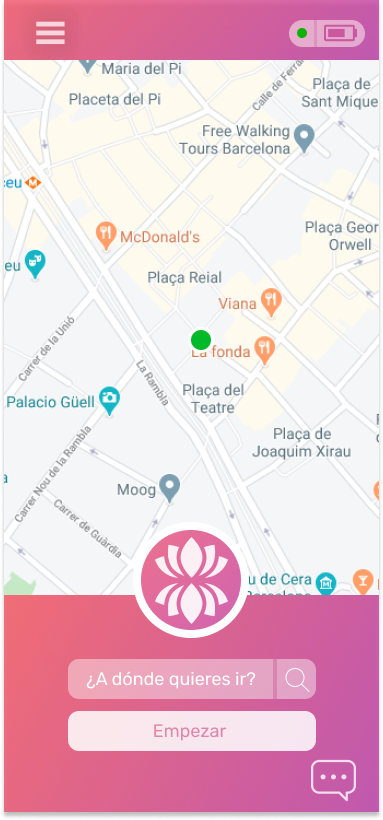 Maria del Pi
Calle de Ferran
Placeta del Pi
Plaça de
Sant Mique
Free Walking
Tours Barcelona
ceu
McDonald's
Plaça Geor
Orwell
eu
Plaça Reial
Viana
La fonda
Carrer de la Unió
La Rambla
Palacio Güell
Plaça del
Teatre
Plaça de
Joaquim Xirau
Carrer Nou de la Rambla
Moog
Carrer de Guàrdia
u de Cera
Barcelona
¿A dónde quieres ir?
Empezar